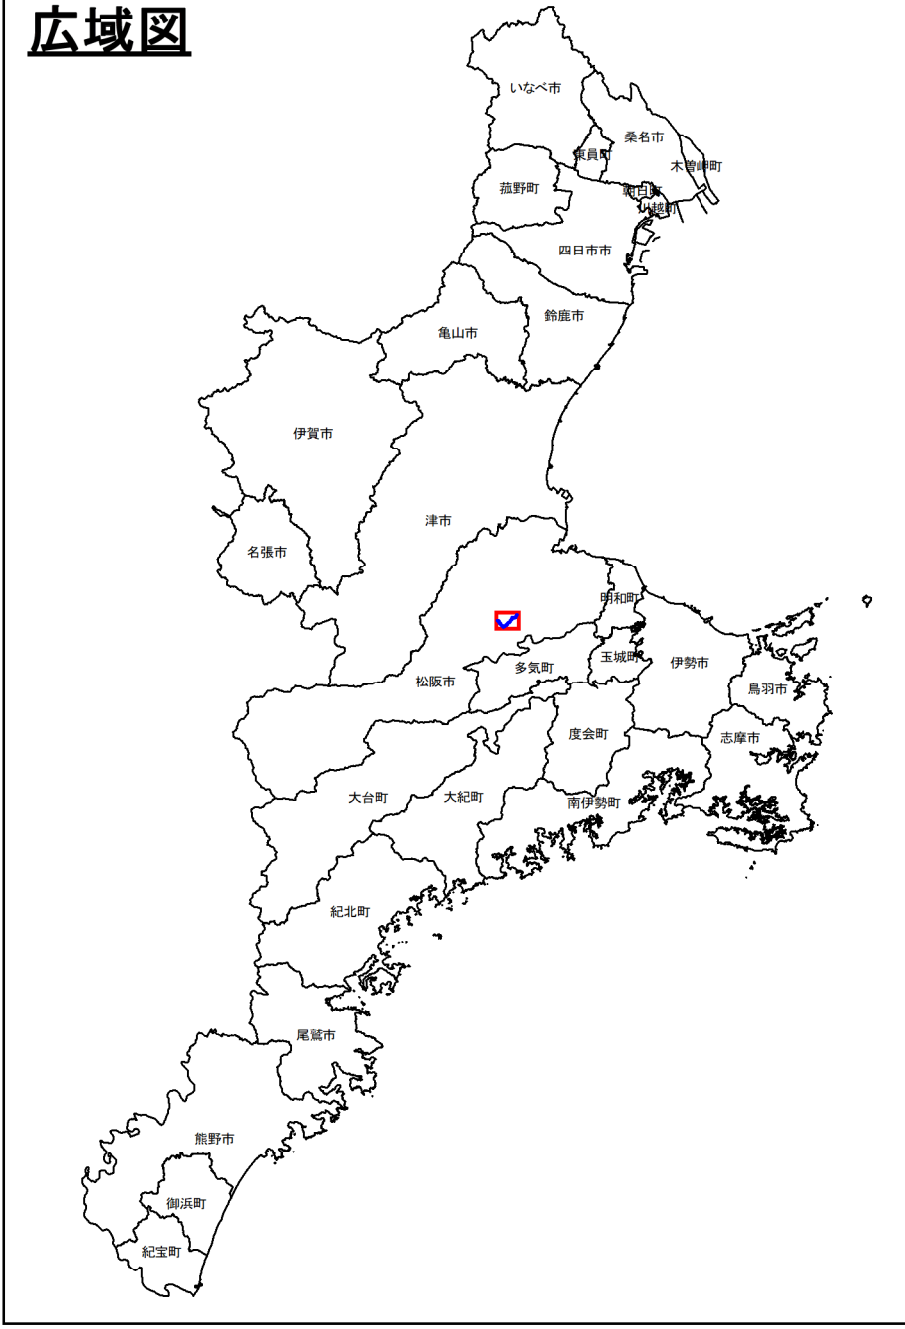 広域図
いなべ市
桑名市
東員町
木曽岬町
菰野町
朝日町
川越町
四日市市
鈴鹿市
亀山市
伊賀市
津市
名張市
明和町
玉城町
伊勢市
多気町
松阪市
鳥羽市
度会町
志摩市
大台町
大紀町
南伊勢町
紀北町
尾鷲市
熊野市
御浜町
紀宝町